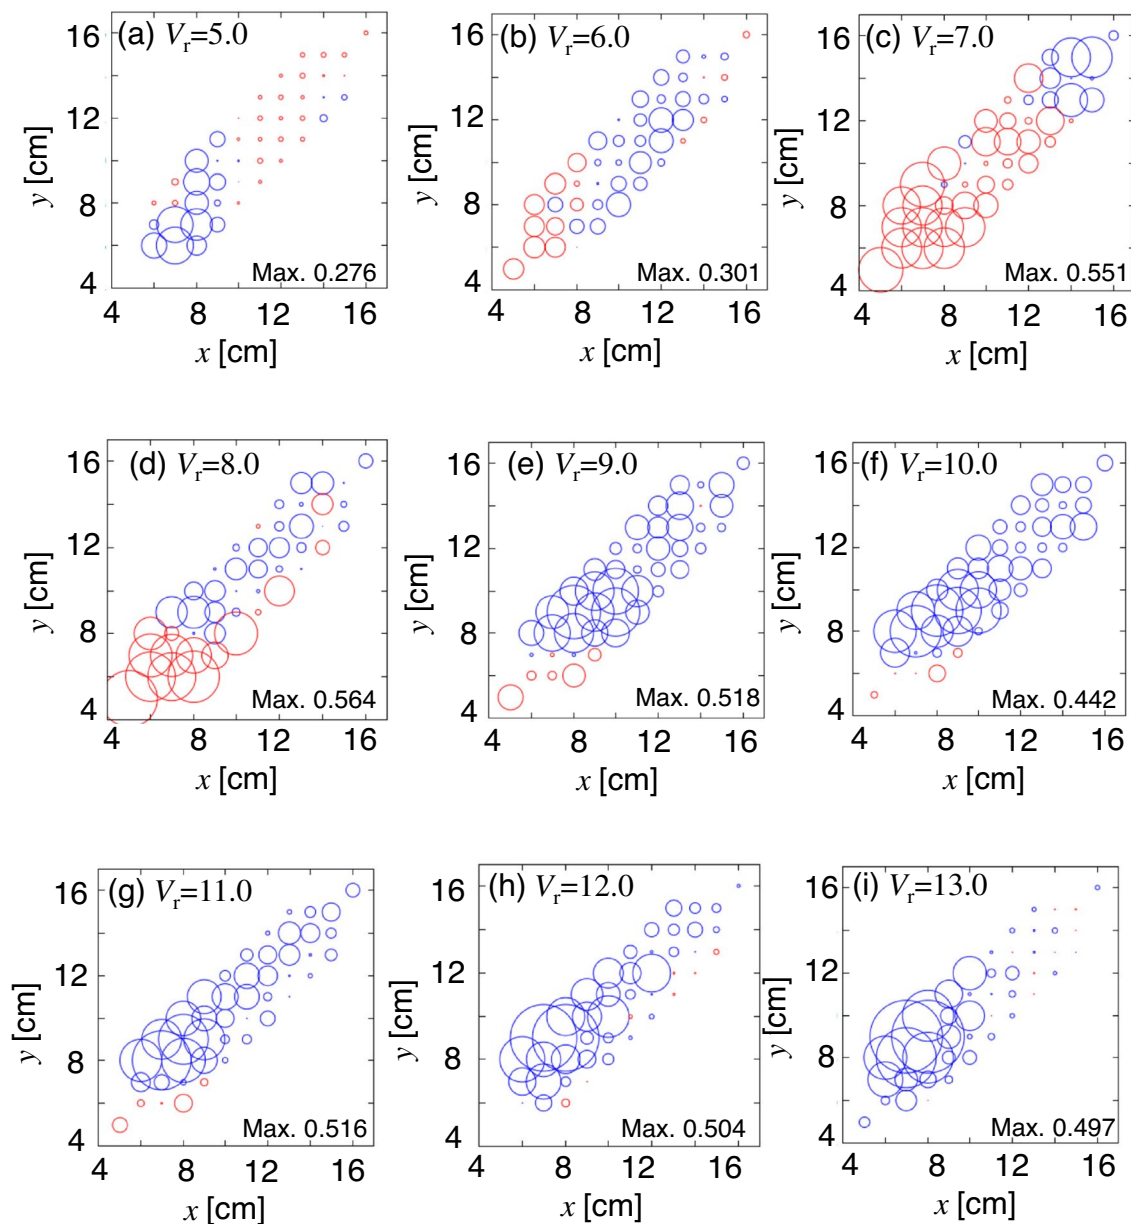 (a) Vr=5.0
16
12
8
4
y [cm]
Max. 0.276
4 8 12 16
x [cm]
(b) Vr=6.0
16
12
8
4
y [cm]
Max. 0.301
4 8 12 16
x [cm]
(c) Vr=7.0
16
12
8
4
y [cm]
Max. 0.551
4 8 12 16
x [cm]
(d) Vr=8.0
16
12
8
4
y [cm]
Max. 0.564
4 8 12 16
x [cm]
(e) Vr=9.0
16
12
8
4
y [cm]
Max. 0.518
4 8 12 16
x [cm]
(f) Vr=10.0
16
12
8
4
y [cm]
Max. 0.442
4 8 12 16
x [cm]
(g) Vr=11.0
16
12
8
4
y [cm]
Max. 0.516
4 8 12 16
x [cm]
(h) Vr=12.0
16
12
8
4
y [cm]
Max. 0.504
4 8 12 16
x [cm]
(i) Vr=13.0
16
12
8
4
y [cm]
Max. 0.497
4 8 12 16
x [cm]